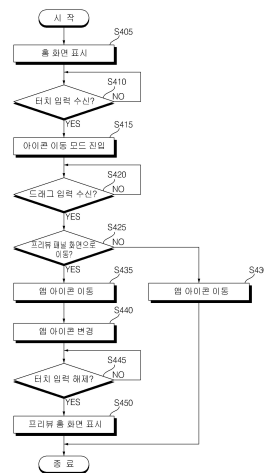 시 작
S405
홈 화면 표시
S410
터치 입력 수신?
NO
YES
S415
아이콘 이동 모드 진입
S420
드래그 입력 수신?
NO
YES
S425
프리뷰 패널 화면으로
이동?
NO
YES
S435
S430
앱 아이콘 이동
앱 아이콘 이동
S440
앱 아이콘 변경
S445
터치 입력 해제?
NO
YES
S450
프리뷰 홈 화면 표시
종 료